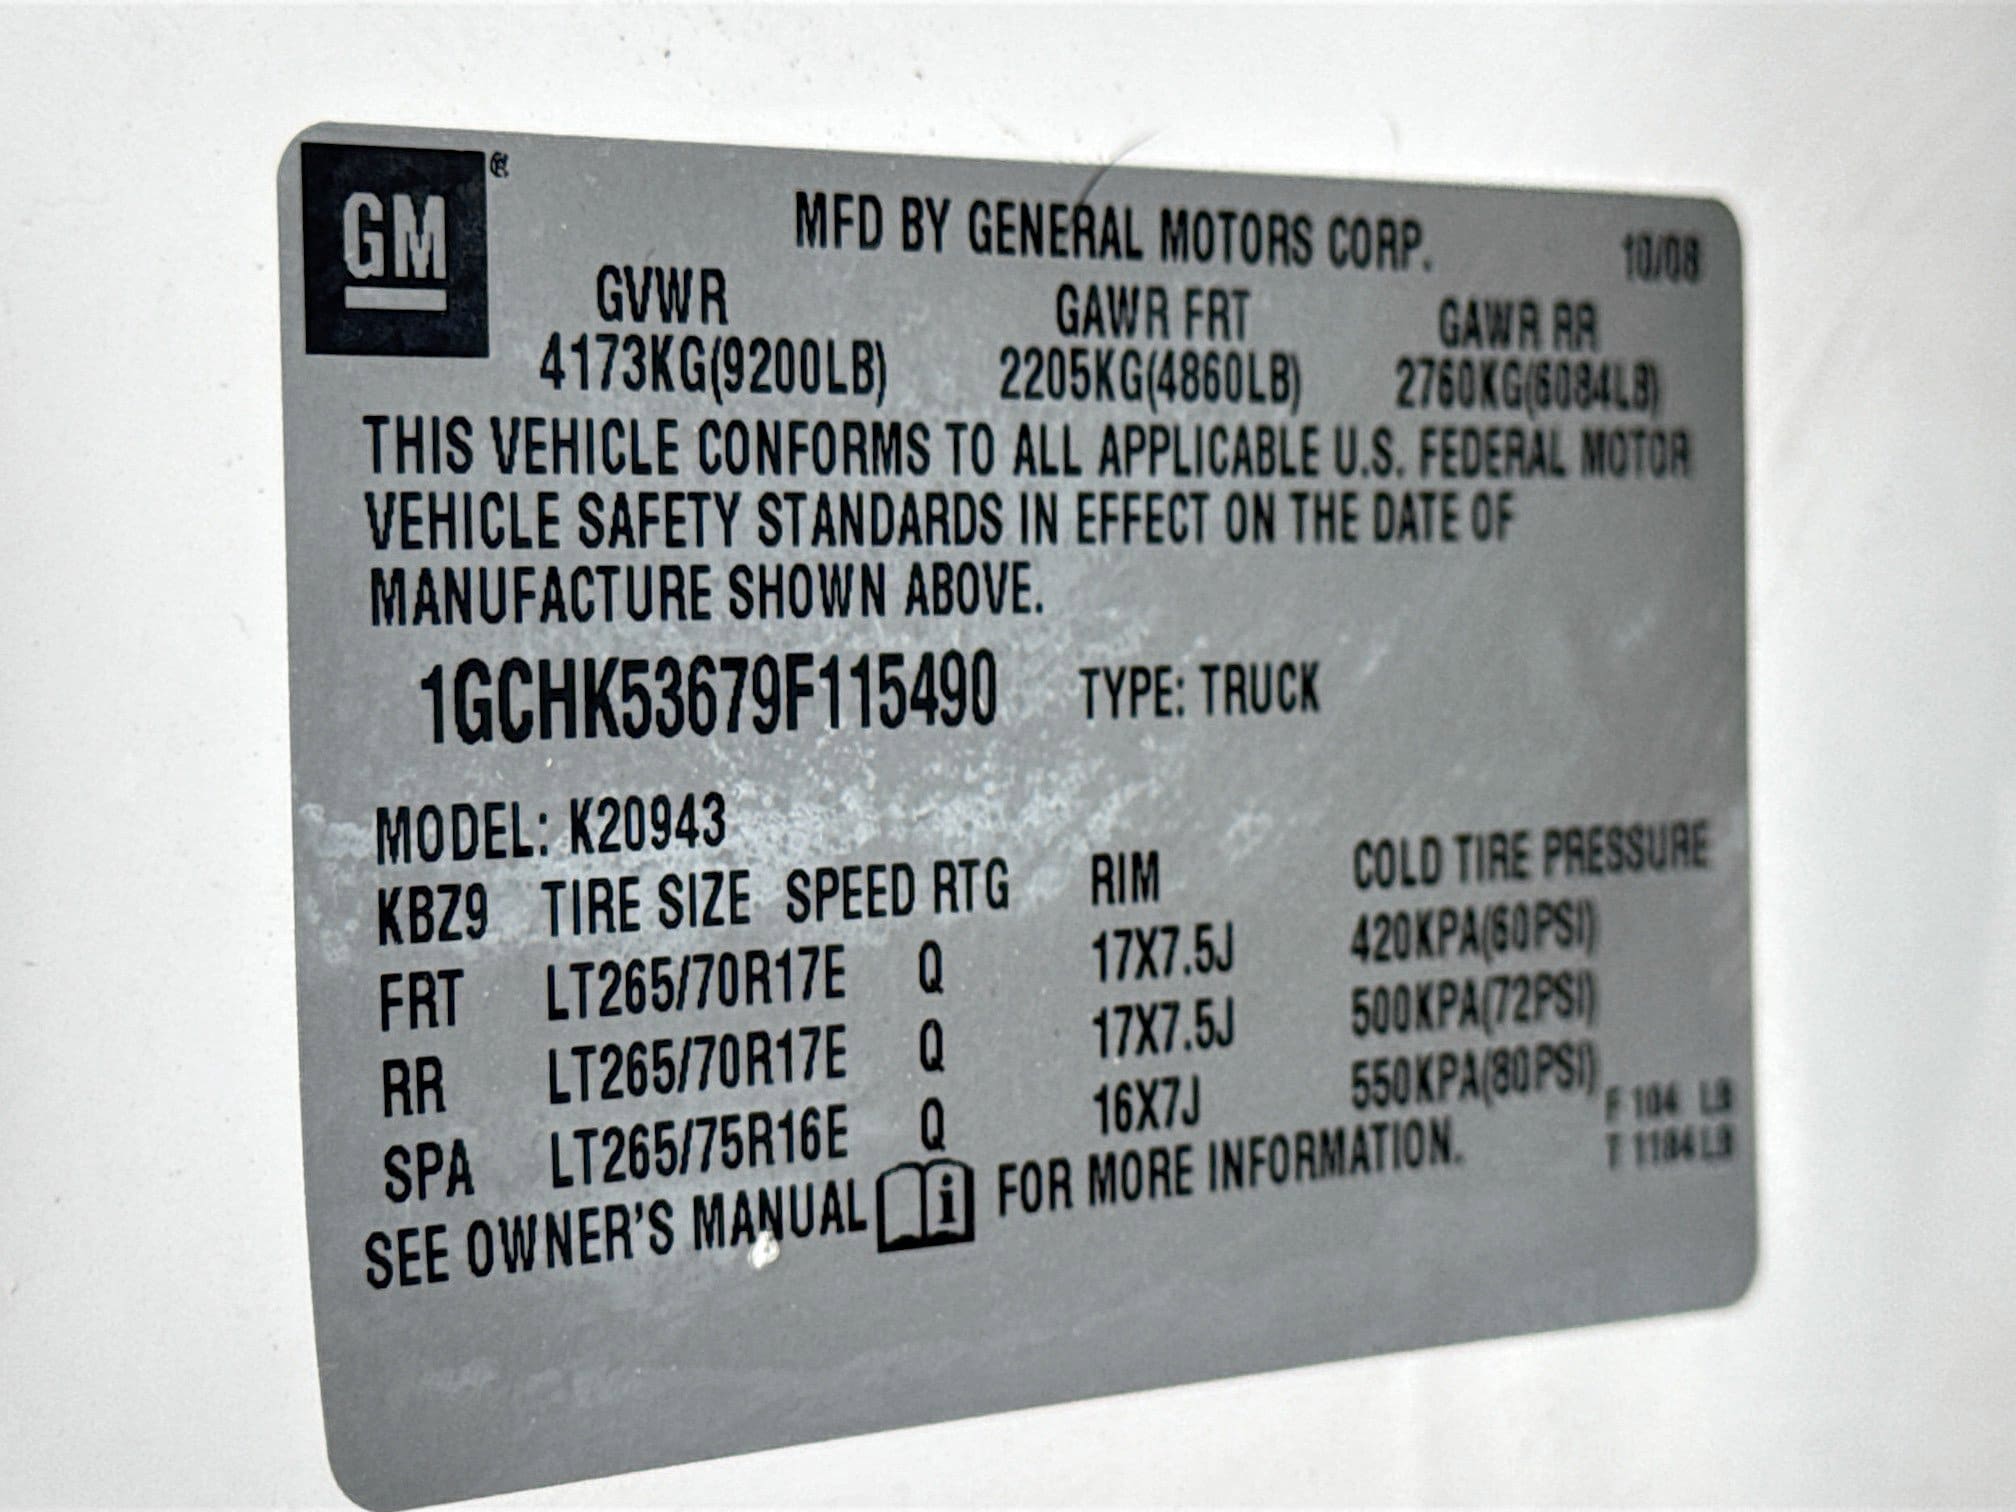 GM ®
MFD BY GENERAL MOTORS CORP. 10/08
GVWR GAWR FRT GAWR RR
4173KG(9200LB) 2205KG(4860LB) 2760KG(6084LB)
THIS VEHICLE CONFORMS TO ALL APPLICABLE U.S. FEDERAL MOTOR
VEHICLE SAFETY STANDARDS IN EFFECT ON THE DATE OF
MANUFACTURE SHOWN ABOVE.
1GCHK53679F115490 TYPE: TRUCK
MODEL: K20943
KBZ9 TIRE SIZE SPEED RTG RIM COLD TIRE PRESSURE
FRT LT265/70R17E Q 17X7.5J 420KPA(60PSI)
RR LT265/70R17E Q 17X7.5J 500KPA(72PSI)
SPA LT265/75R16E Q 16X7J 550KPA(80PSI)
F 104 LB
T 1184LB
SEE OWNER'S MANUAL i FOR MORE INFORMATION.